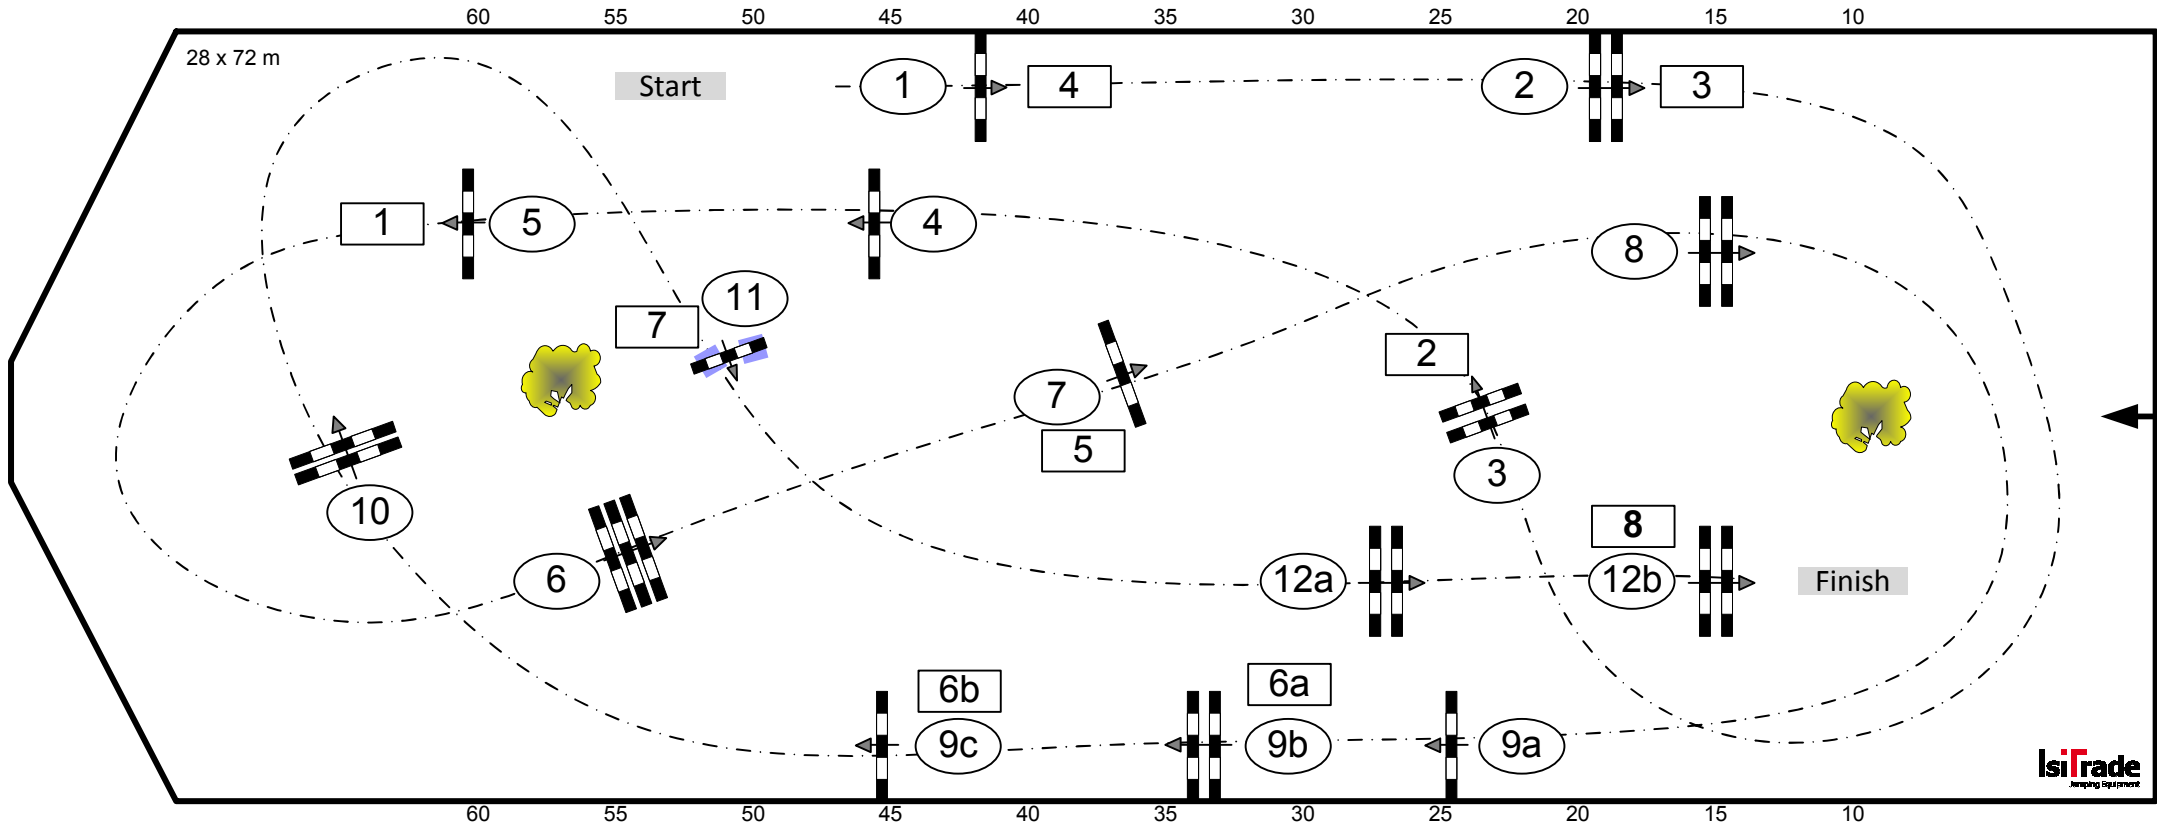 60 55 50 45 40 35 30 25 20 15 10
28 x 72 m
Start 1 4 2 3
1 5 4 8
11
7
2
7
5
3
10
8
6 12a 12b Finish
6b 6a
9c 9b 9a
IsiTrade
Jumping Equipment
60 55 50 45 40 35 30 25 20 15 10